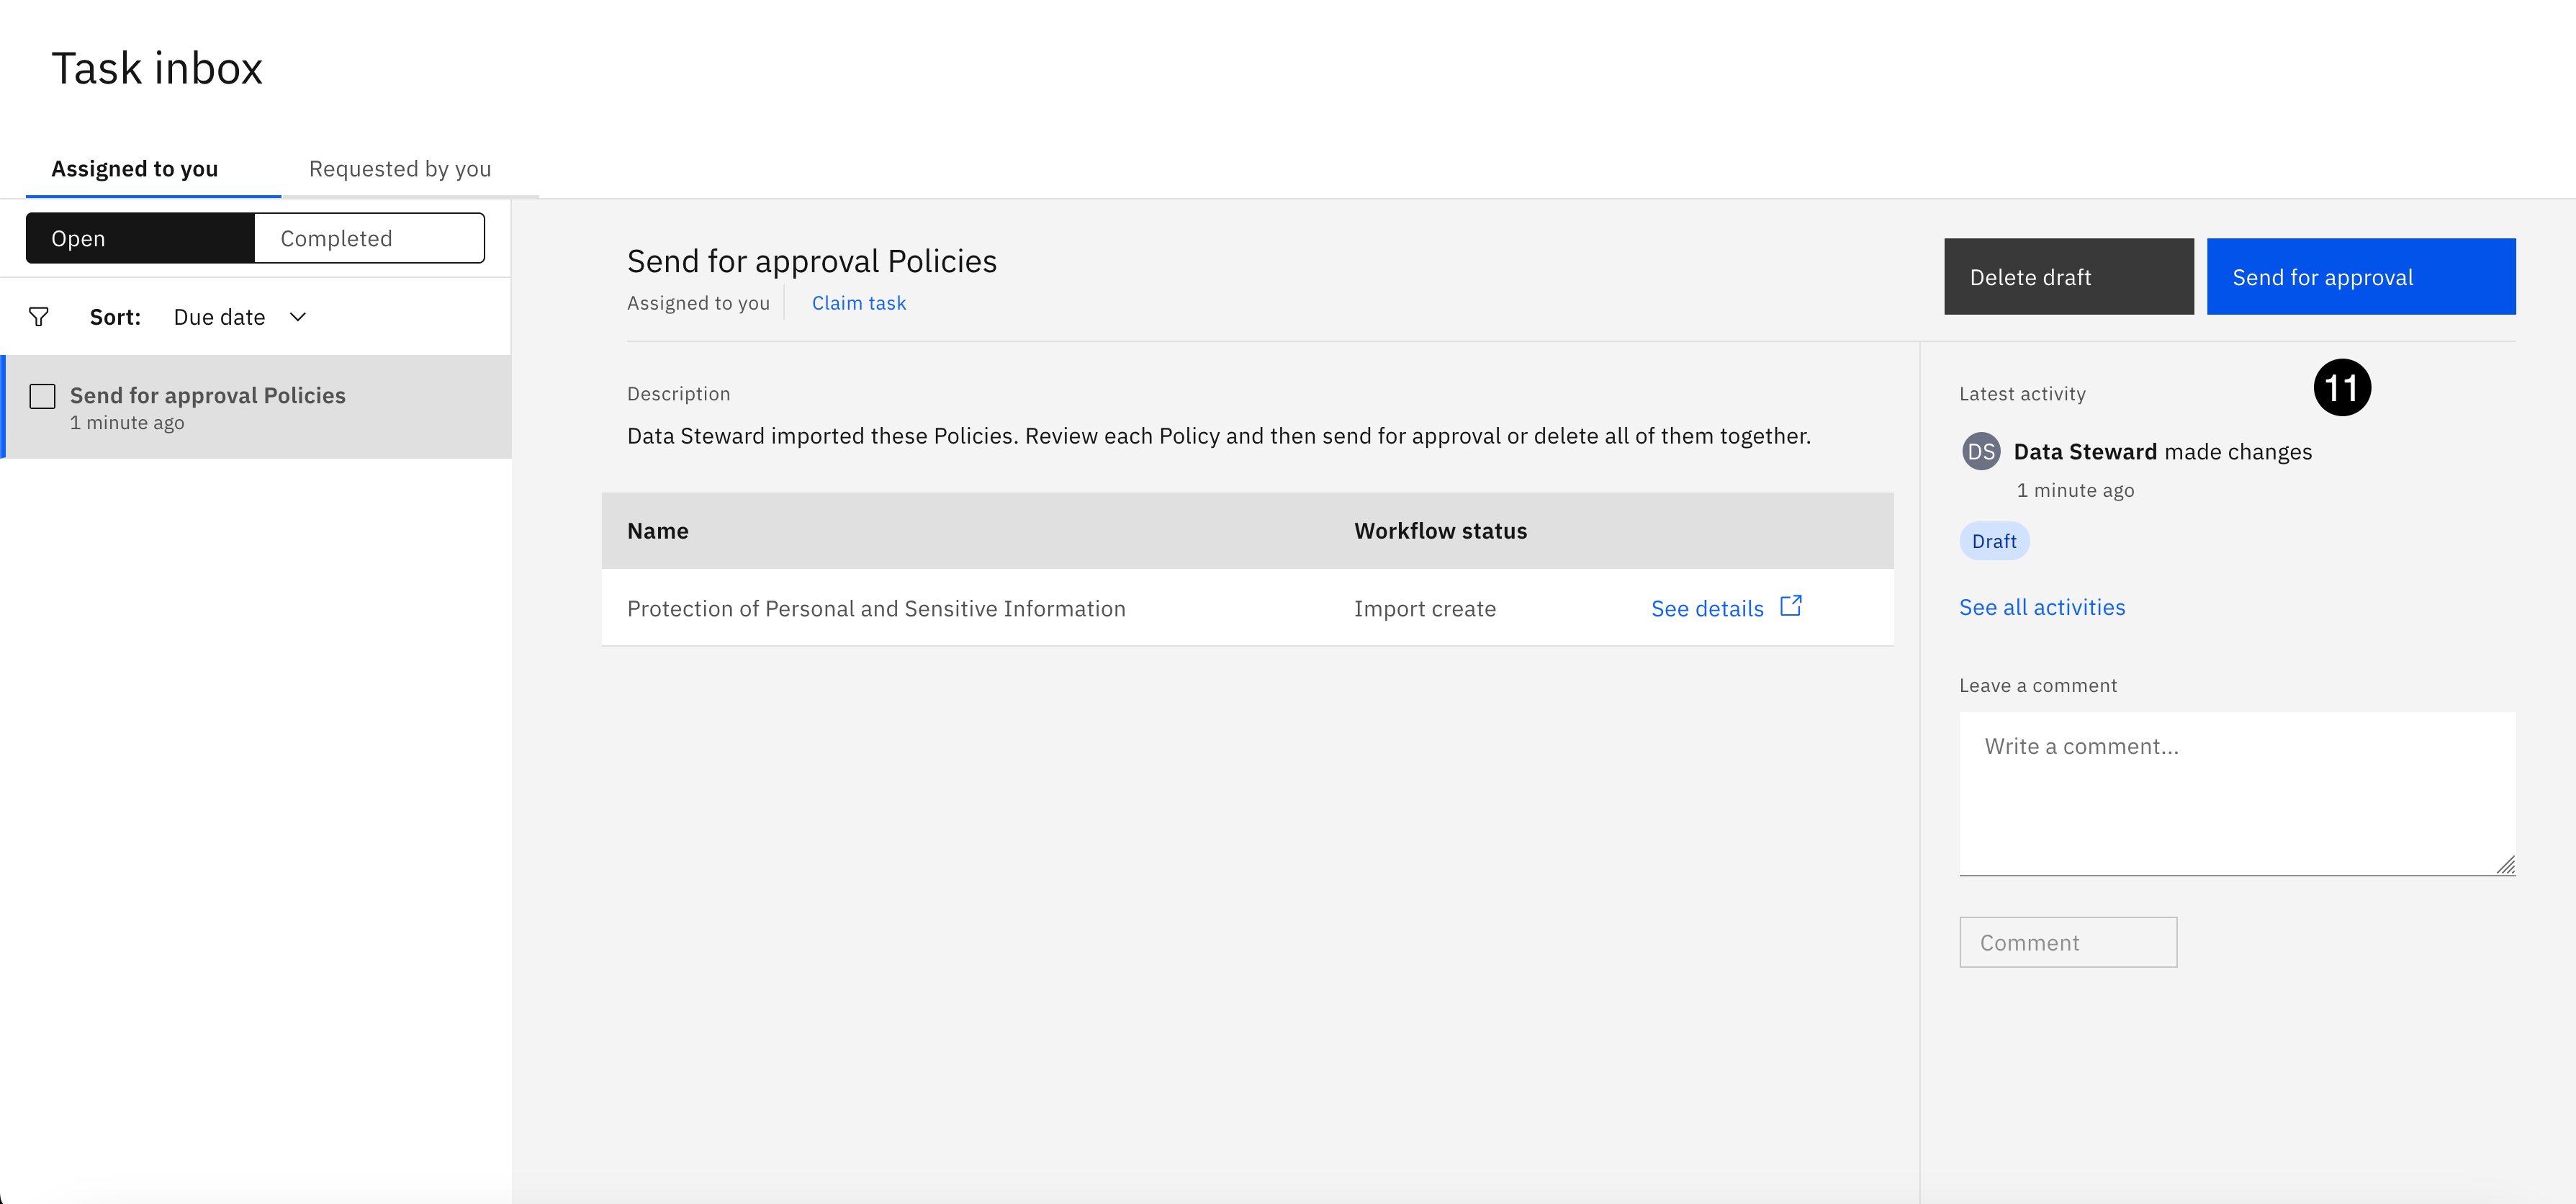 Task inbox
Assigned to you
Requested by you
Open
Completed
Sort: Due date
Send for approval Policies
1 minute ago
Send for approval Policies
Assigned to you
Claim task
Delete draft
Send for approval
Description
Data Steward imported these Policies. Review each Policy and then send for approval or delete all of them together.
Name
Workflow status
Protection of Personal and Sensitive Information
Import create
See details
Latest activity
11
DS
Data Steward made changes
1 minute ago
Draft
See all activities
Leave a comment
Write a comment...
Comment